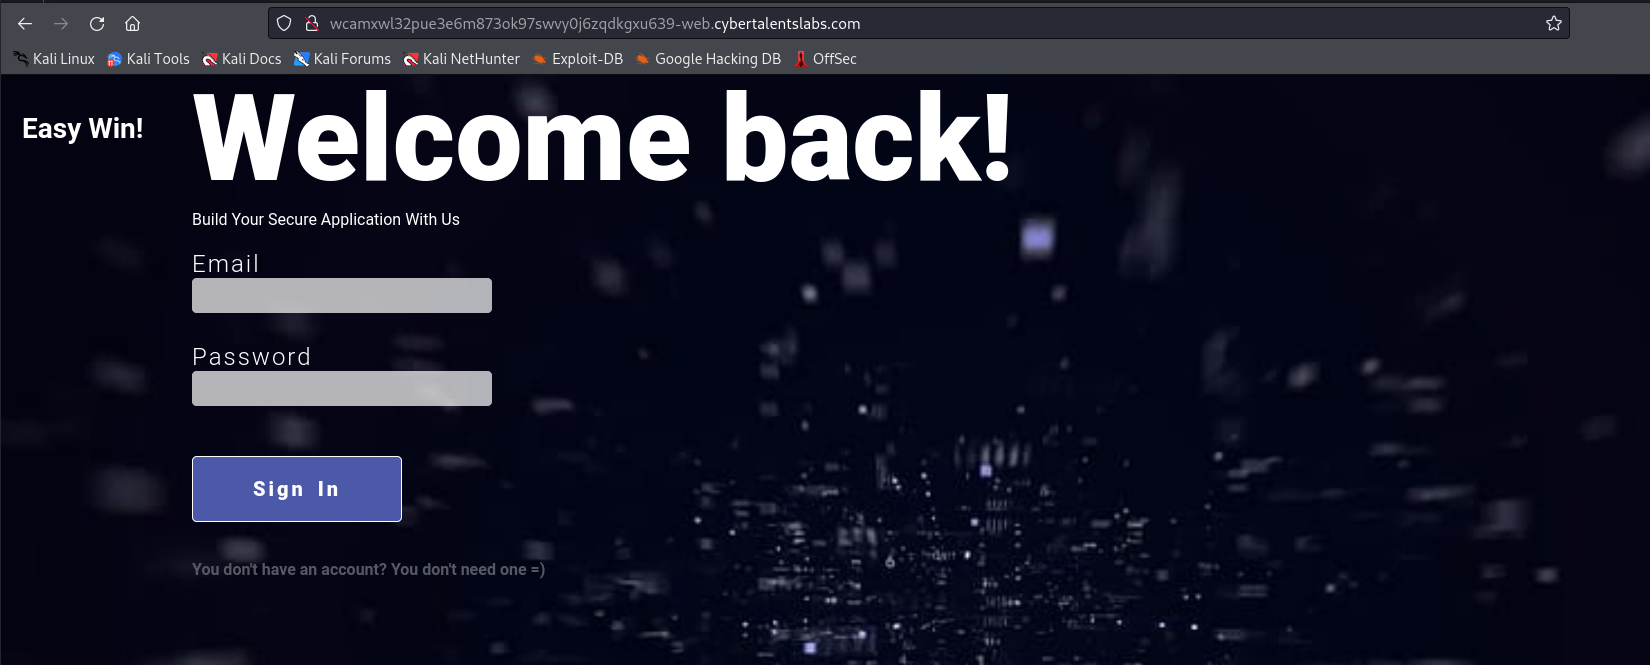 wcamxwl32pue3e6m873ok97swvy0j6zqdkgxu639-web.cybertalentslabs.com
Kali Linux Kali Tools Kali Docs Kali Forums Kali NetHunter Exploit-DB Google Hacking DB OffSec
Easy Win!
Welcome back!
Build Your Secure Application With Us
Email
Password
Sign In
You don't have an account? You don't need one =)